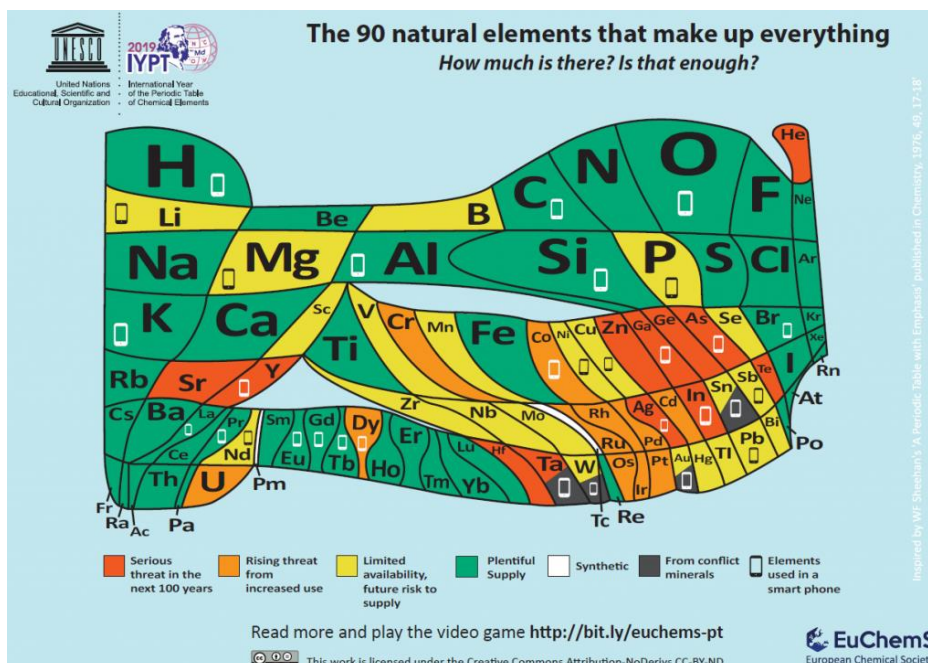 The 90 natural elements that make up everything
How much is there? Is that enough?
UNESCO
United Nations
Educational, Scientific and
Cultural Organization
2019
IYPT
International Year
of the Periodic Table
of Chemical Elements
H He
Li Be B C N O F Ne
Na Mg Al Si P S Cl Ar
K Ca Sc Ti V Cr Mn Fe Co Ni Cu Zn Ga Ge As Se Br Kr
Rb Sr Y Zr Nb Mo Tc Ru Rh Pd Ag Cd In Sn Sb Te I Xe
Cs Ba La Ce Pr Nd Pm Sm Eu Gd Tb Dy Ho Er Tm Yb Lu Hf Ta W Re Os Ir Pt Au Hg Tl Pb Bi Po At Rn
Fr Ra Ac Th Pa U
Serious
threat in the
next 100 years
Rising threat
from
increased use
Limited
availability,
future risk to
supply
Plentiful
Supply
Synthetic
From conflict
minerals
Elements
used in a
smart phone
Read more and play the video game http://bit.ly/euchems-pt
This work is licensed under the Creative Commons Attribution-NoDerivs CC-BY-ND
EuChemS
European Chemical Society
Inspired by WF Sheehan's 'A Periodic Table with Emphasis' published in Chemistry, 1976, 49, 17-18'